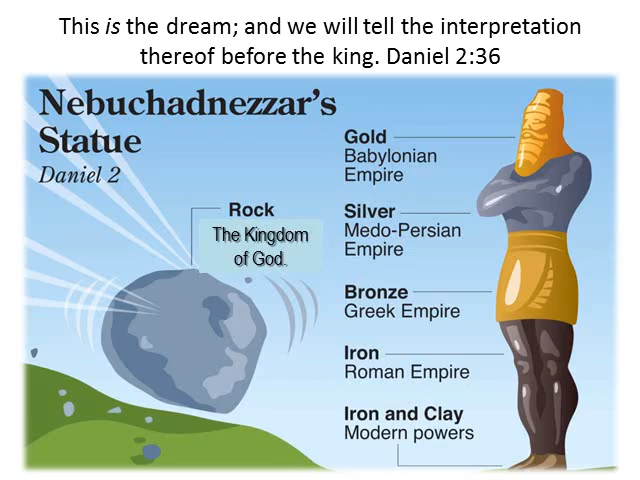 This is the dream; and we will tell the interpretation
thereof before the king. Daniel 2:36
Nebuchadnezzar's
Statue
Daniel 2
Rock
The Kingdom
of God.
Gold
Babylonian
Empire
Silver
Medo-Persian
Empire
Bronze
Greek Empire
Iron
Roman Empire
Iron and Clay
Modern powers